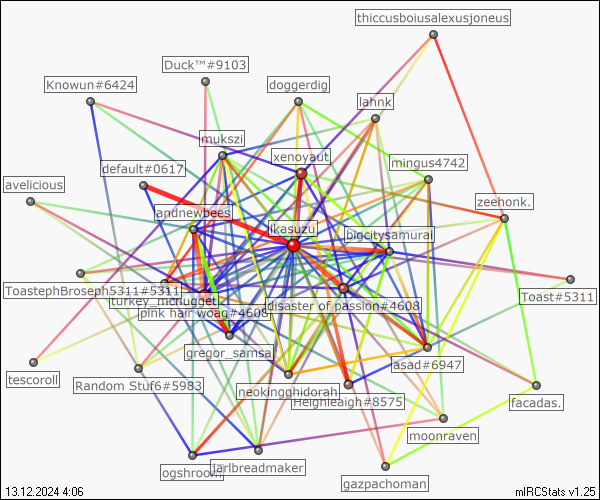 thiccusboiusalexusjoneus
Duck™#9103
Knowun#6424
doggerdig
lahnk
mukszi
xenoyaut
mingus4742
default#0617
avelicious
zeehonk.
andnewbees
ikasuzu
bigcitysamurai
ToastephBroseph5311#5311
turkey_mcnugget
Toast#5311
pink hair woag#4608
disaster of passion#4608
gregor_samsa
asad#6947
tescoroll
Random Stuf6#5983
neokingghidorah
Heighleaigh#8575
facadas.
moonraven
ogshroom
jarlbreadmaker
gazpachoman
13.12.2024 4:06
mIRCStats v1.25